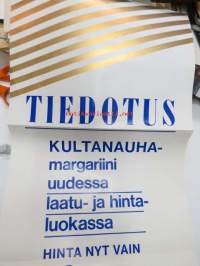 TIEDOTUS
KULTANAUHA-
margariini
uudessa
laatu- ja hinta-
luokassa
HINTA NYT VAIN